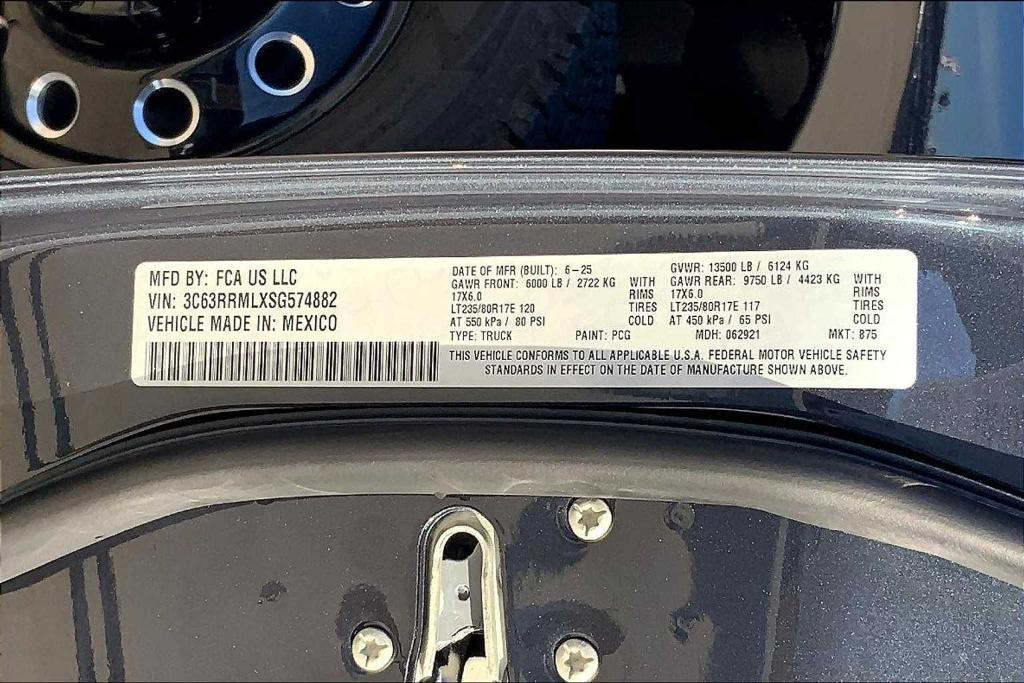 MFD BY: FCA US LLC
VIN: 3C63RRMLXSG574882
VEHICLE MADE IN: MEXICO
DATE OF MFR (BUILT): 6-25
GAWR FRONT: 6000 LB / 2722 KG WITH
17X6.0 RIMS
LT235/80R17E 120 TIRES
AT 550 kPa / 80 PSI COLD
TYPE: TRUCK PAINT: PCG
GVWR: 13500 LB / 6124 KG
GAWR REAR: 9750 LB / 4423 KG WITH
17X6.0 RIMS
LT235/80R17E 117 TIRES
AT 450 kPa / 65 PSI COLD
MDH: 062921 MKT: 875
THIS VEHICLE CONFORMS TO ALL APPLICABLE U.S.A. FEDERAL MOTOR VEHICLE SAFETY
STANDARDS IN EFFECT ON THE DATE OF MANUFACTURE SHOWN ABOVE.